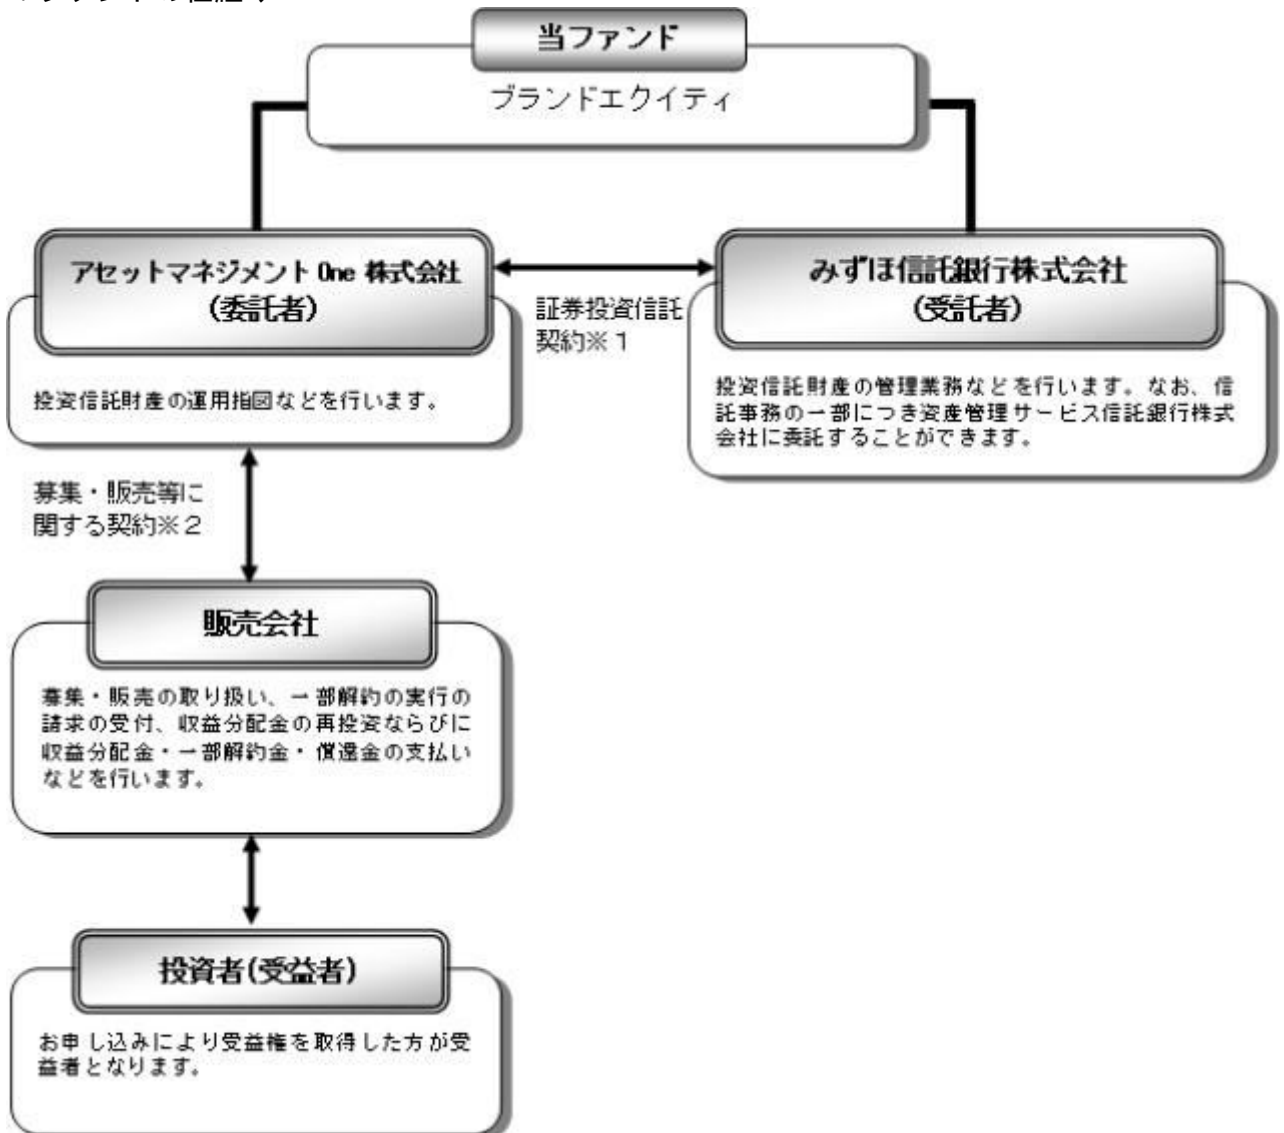 当ファンド
ブランドエクイティ
アセットマネジメント One 株式会社
(委託者)
投資信託財産の運用指図などを行います。
証券投資信託
契約※1
みずほ信託銀行株式会社
(受託者)
投資信託財産の管理業務などを行います。なお、信
託事務の一部につき資産管理サービス信託銀行株式
会社に委託することができます。
募集・販売等に
関する契約※2
販売会社
募集・販売の取り扱い、一部解約の実行の
請求の受付、収益分配金の再投資ならびに
収益分配金・一部解約金・償還金の支払い
などを行います。
投資者(受益者)
お申し込みにより受益権を取得した方が受
益者となります。